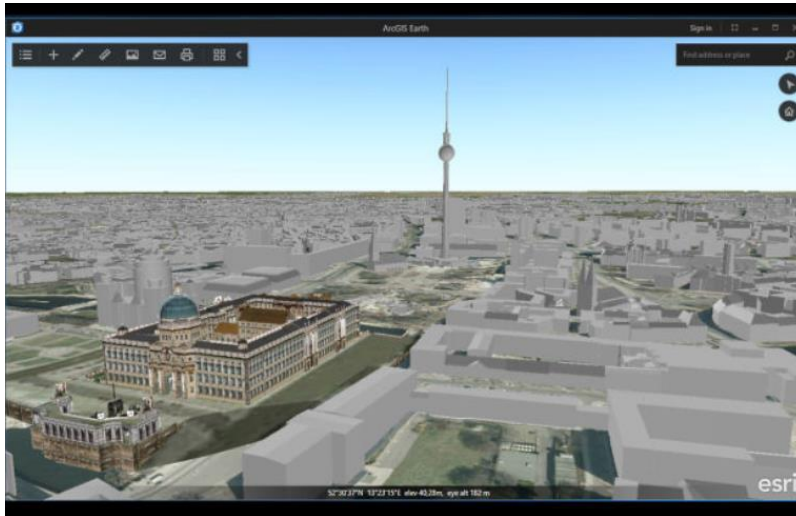 ArcGIS Earth
Sign in
Find address or place
52°30'37"N 13°23'15"E elev 40,28m, eye alt 182 m
esri